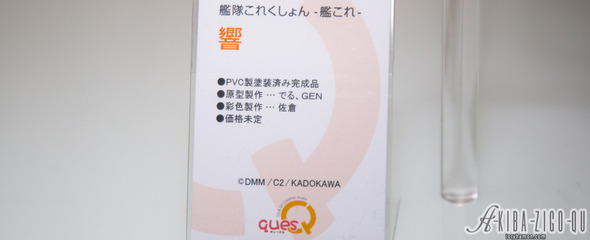 艦隊これくしょん -艦これ-
響
●PVC製塗装済み完成品
●原型製作 … でる、GEN
●彩色製作 … 佐倉
●価格未定
©DMM/C2/KADOKAWA
quesQ
AKIBA-ZIGO-QU